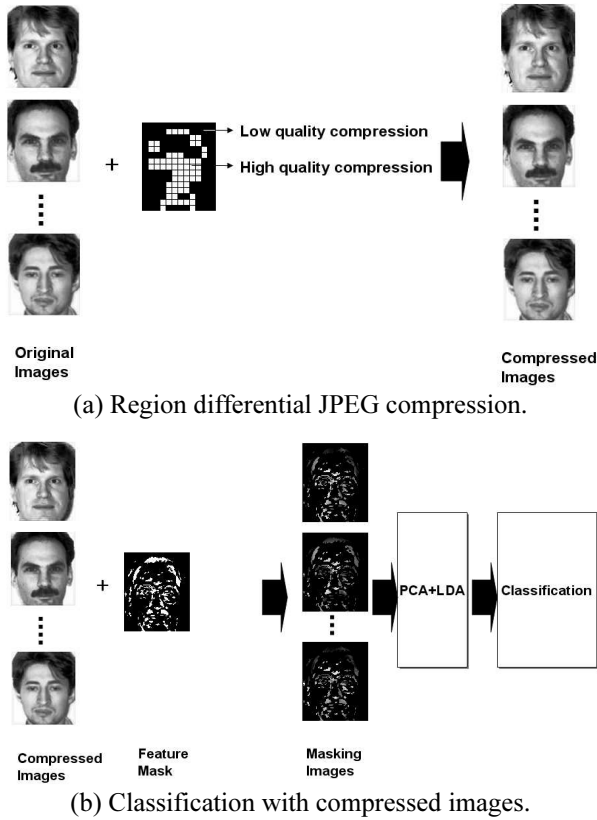 +
Low quality compression
High quality compression
Original
Images
Compressed
Images
(a) Region differential JPEG compression.
+
PCA+LDA
Classification
Compressed
Images
Feature
Mask
Masking
Images
(b) Classification with compressed images.